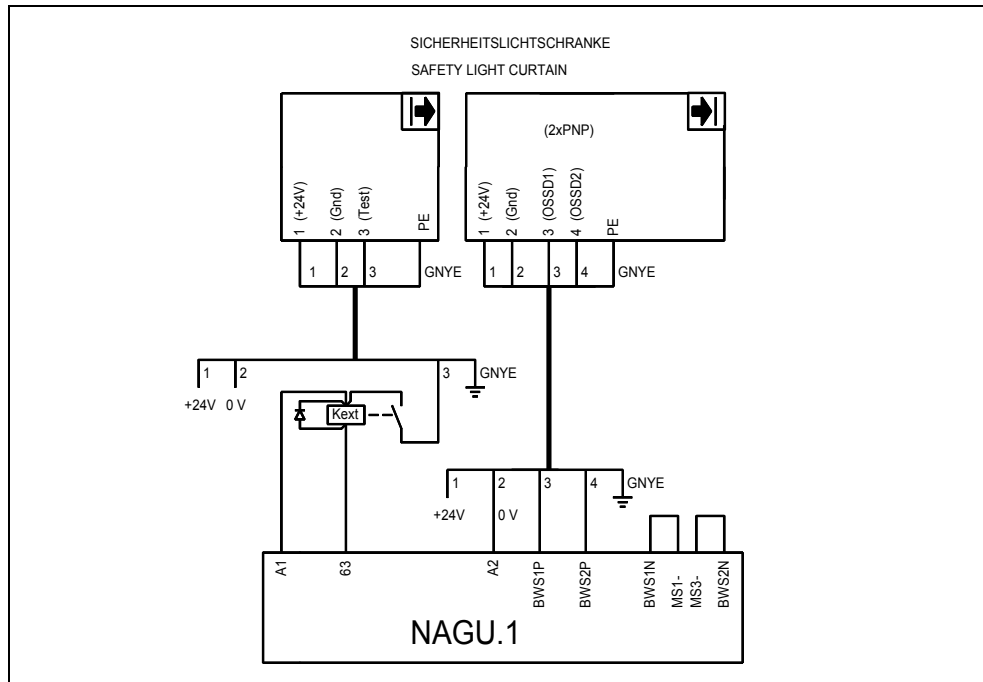 SICHERHEITSLICHTSCHRANKE
SAFETY LIGHT CURTAIN
(2xPNP)
1 (+24V)
2 (Gnd)
3 (Test)
PE
1 (+24V)
2 (Gnd)
3 (OSSD1)
4 (OSSD2)
PE
1 2 3 GNYE
1 2 3 4 GNYE
1 2 3 GNYE
+24V 0 V
Kext
1 2 3 4 GNYE
+24V 0 V
A1
63
A2
BWS1P
BWS2P
BWS1N
MS1-
MS3-
BWS2N
NAGU.1